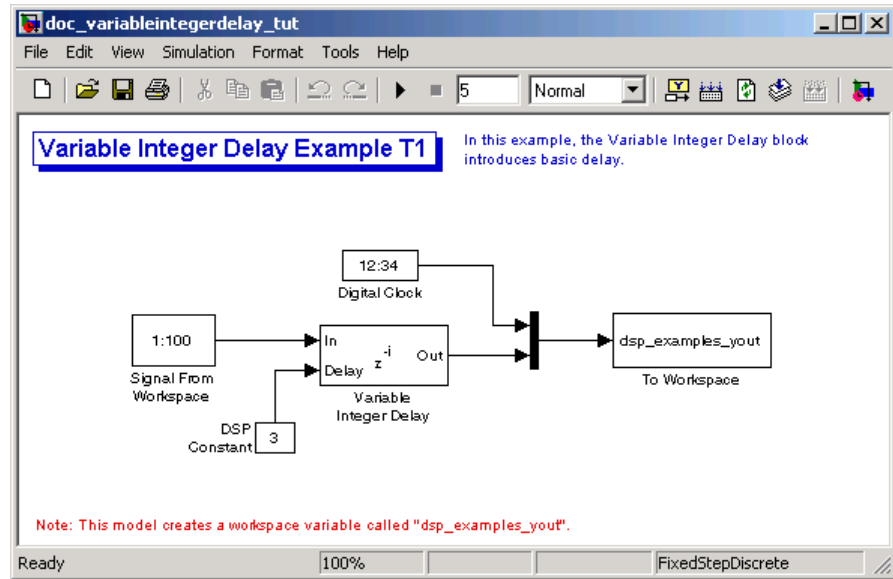 doc_variableintegerdelay_tut
File Edit View Simulation Format Tools Help
5 Normal
Variable Integer Delay Example T1
In this example, the Variable Integer Delay block
introduces basic delay.
12:34
Digital Clock
1:100
Signal From
Workspace
In
Delay
z-i
Out
Variable
Integer Delay
DSP
Constant
3
dsp_examples_yout
To Workspace
Note: This model creates a workspace variable called "dsp_examples_yout".
Ready 100% FixedStepDiscrete